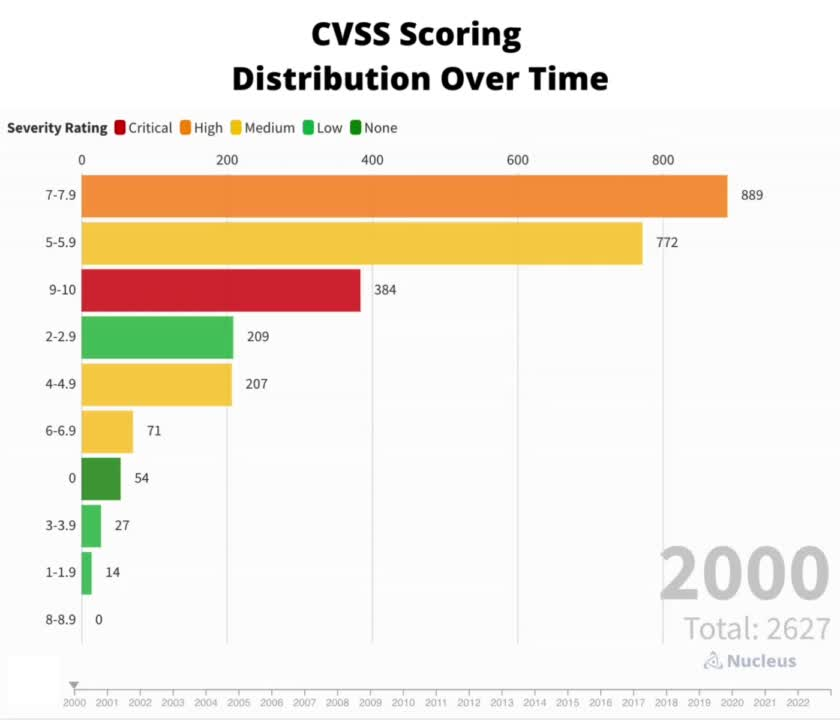 CVSS Scoring
Distribution Over Time
Severity Rating Critical High Medium Low None
0 200 400 600 800
7-7.9 889
5-5.9 772
9-10 384
2-2.9 209
4-4.9 207
6-6.9 71
0 54
3-3.9 27
1-1.9 14
8-8.9 0
2000
Total: 2627
Nucleus
2000 2001 2002 2003 2004 2005 2006 2007 2008 2009 2010 2011 2012 2013 2014 2015 2016 2017 2018 2019 2020 2021 2022